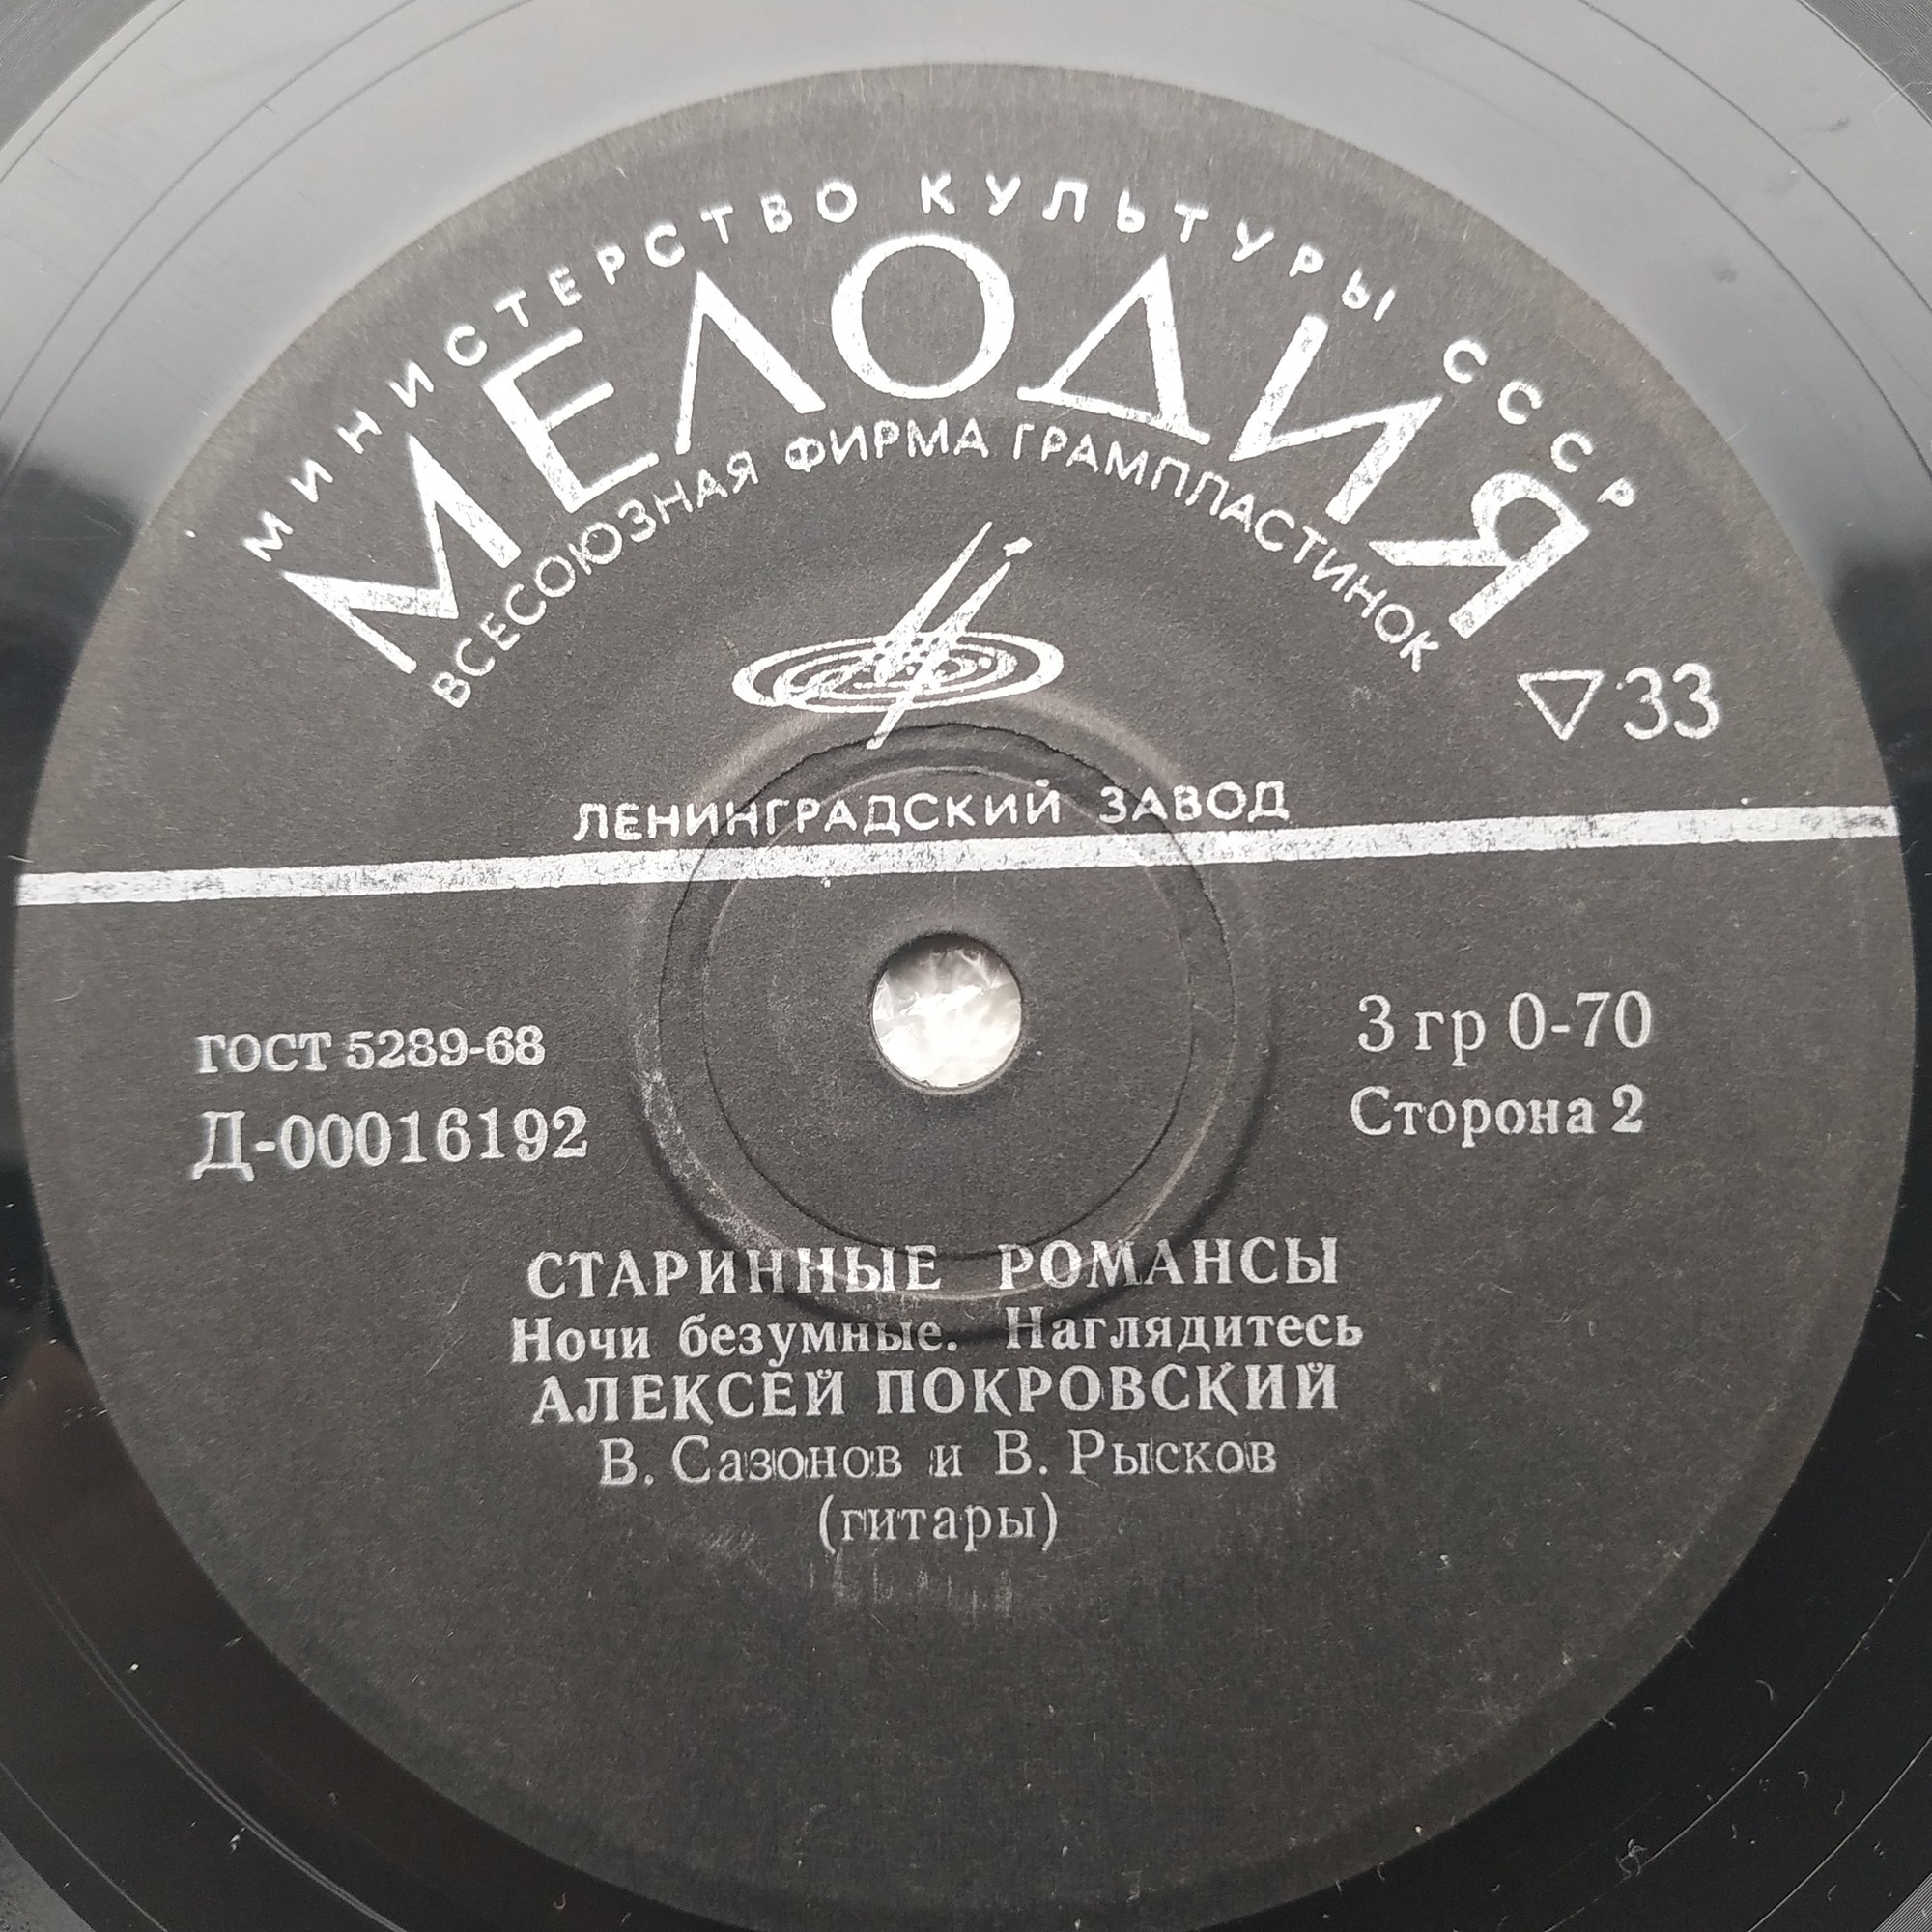 МИНИСТЕРСТВО КУЛЬТУРЫ СССР
МЕЛОДИЯ
ВСЕСОЮЗНАЯ ФИРМА ГРАМПЛАСТИНОК
33
ЛЕНИНГРАДСКИЙ ЗАВОД
ГОСТ 5289-68
Д-00016192
3 гр 0-70
Сторона 2
СТАРИННЫЕ РОМАНСЫ
Ночи безумные. Наглядитесь
АЛЕКСЕЙ ПОКРОВСКИЙ
В. Сазонов и В. Рысков
(гитары)